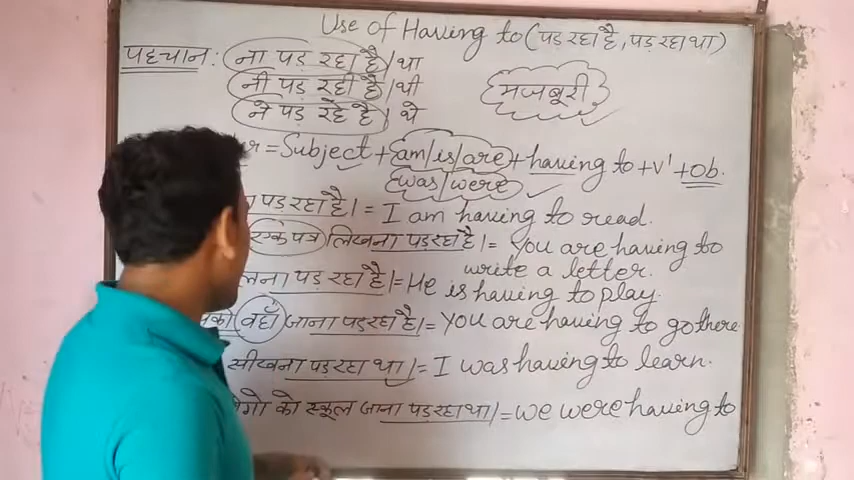 Use of Having to (पड़ रहा है, पड़ रहा था)
पहचान: ना पड़ रहा है / था
नी पड़ रही है / थी
ने पड़ रहे है / थे
मजबूरी
= Subject + am/is/are + having to + V¹ + ob.
was/were
पड़ रहा है। = I am having to read.
पत्र लिखना पड़ रहा है। = You are having to
write a letter.
पड़ रहा है। = He is having to play.
वहाँ जाना पड़ रहा है। = You are having to go there.
सीखना पड़ रहा था। = I was having to learn.
को स्कूल जाना पड़ रहा था। = we were having to